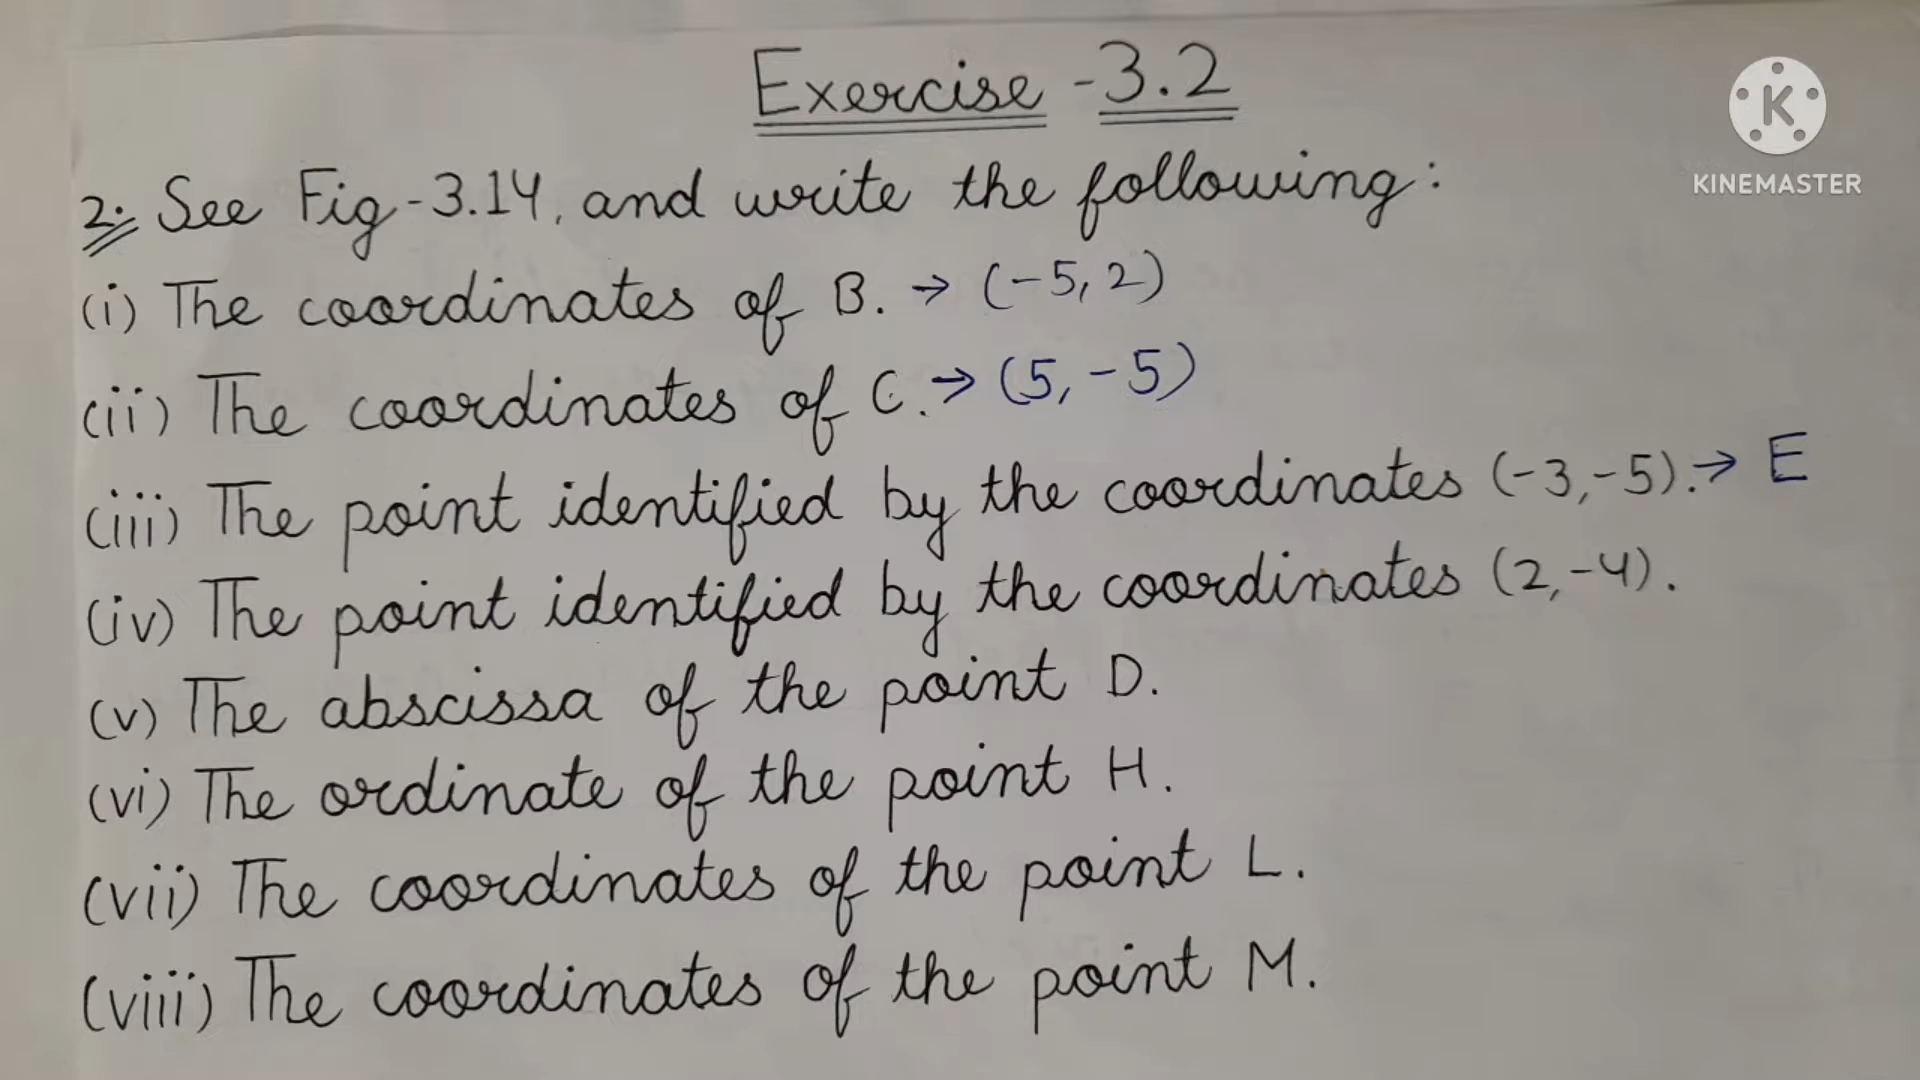 Exercise - 3.2
K
KINEMASTER
2. See Fig-3.14, and write the following:
(i) The coordinates of B. → (-5, 2)
(ii) The coordinates of C. → (5, -5)
(iii) The point identified by the coordinates (-3,-5). → E
(iv) The point identified by the coordinates (2,-4).
(v) The abscissa of the point D.
(vi) The ordinate of the point H.
(vii) The coordinates of the point L.
(viii) The coordinates of the point M.